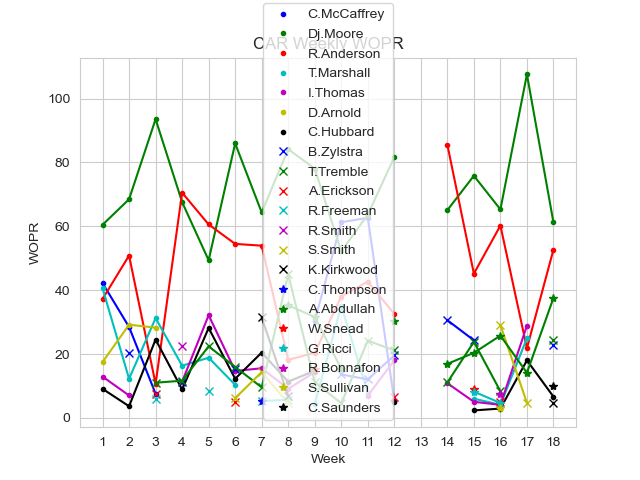 CAR Weekly WOPR
C.McCaffrey
Dj.Moore
R.Anderson
T.Marshall
I.Thomas
D.Arnold
C.Hubbard
B.Zylstra
T.Tremble
A.Erickson
R.Freeman
R.Smith
S.Smith
K.Kirkwood
C.Thompson
A.Abdullah
W.Snead
G.Ricci
R.Bonnafon
S.Sullivan
C.Saunders
WOPR
100
80
60
40
20
0
1 2 3 4 5 6 7 8 9 10 11 12 13 14 15 16 17 18
Week